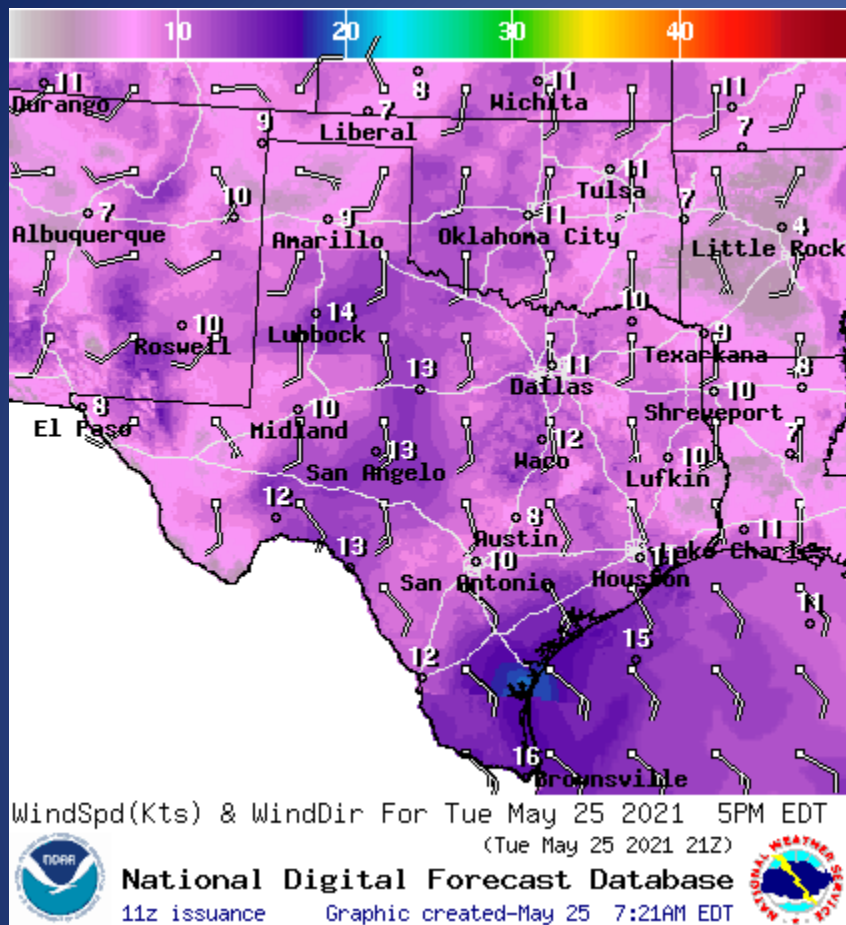 10 20 30 40
11 8 11 11
Durango Wichita
7
Liberal
9 7
11
Tulsa
10
7 9 11 7 4
Albuquerque Amarillo Oklahoma City Little Rock
10 14 10 9
Roswell Lubbock Texarkana
13 11 8
Dallas
8 10 10
El Paso Midland Shreveport
13 12 7
San Angelo Waco 10
Lufkin
12 8 11
Austin Lake Charles
13 10 11
San Antonio Houston
11
15
12
16
Brownsville
WindSpd(Kts) & WindDir For Tue May 25 2021 5PM EDT
(Tue May 25 2021 21Z)
NOAA
National Digital Forecast Database
11z issuance Graphic created-May 25 7:21AM EDT
NATIONAL WEATHER SERVICE